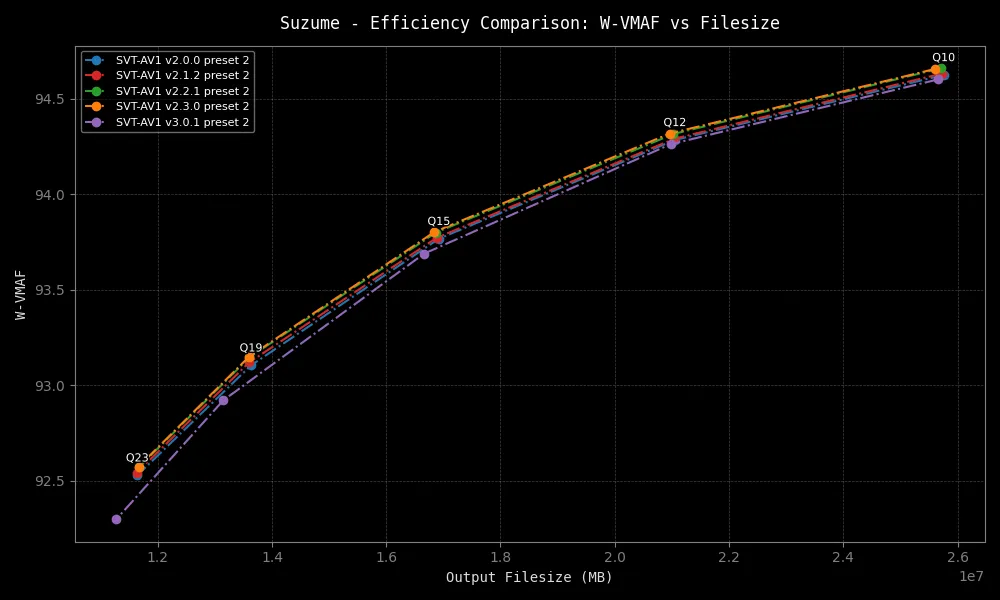 Suzume - Efficiency Comparison: W-VMAF vs Filesize
SVT-AV1 v2.0.0 preset 2
SVT-AV1 v2.1.2 preset 2
SVT-AV1 v2.2.1 preset 2
SVT-AV1 v2.3.0 preset 2
SVT-AV1 v3.0.1 preset 2
Q10
Q12
Q15
Q19
Q23
94.5
94.0
93.5
93.0
92.5
W-VMAF
1.2 1.4 1.6 1.8 2.0 2.2 2.4 2.6
1e7
Output Filesize (MB)